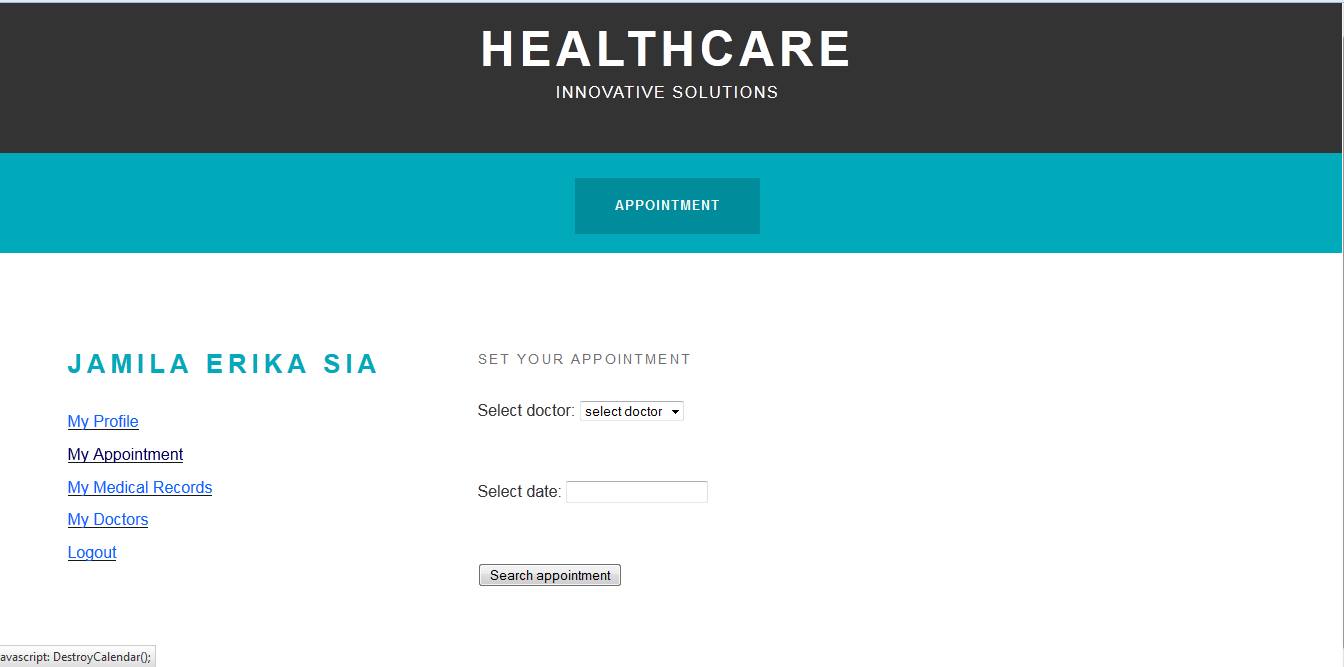 HEALTHCARE
INNOVATIVE SOLUTIONS
APPOINTMENT
JAMILA ERIKA SIA
My Profile
My Appointment
My Medical Records
My Doctors
Logout
SET YOUR APPOINTMENT
Select doctor: select doctor
Select date:
Search appointment
avascript: DestroyCalendar();